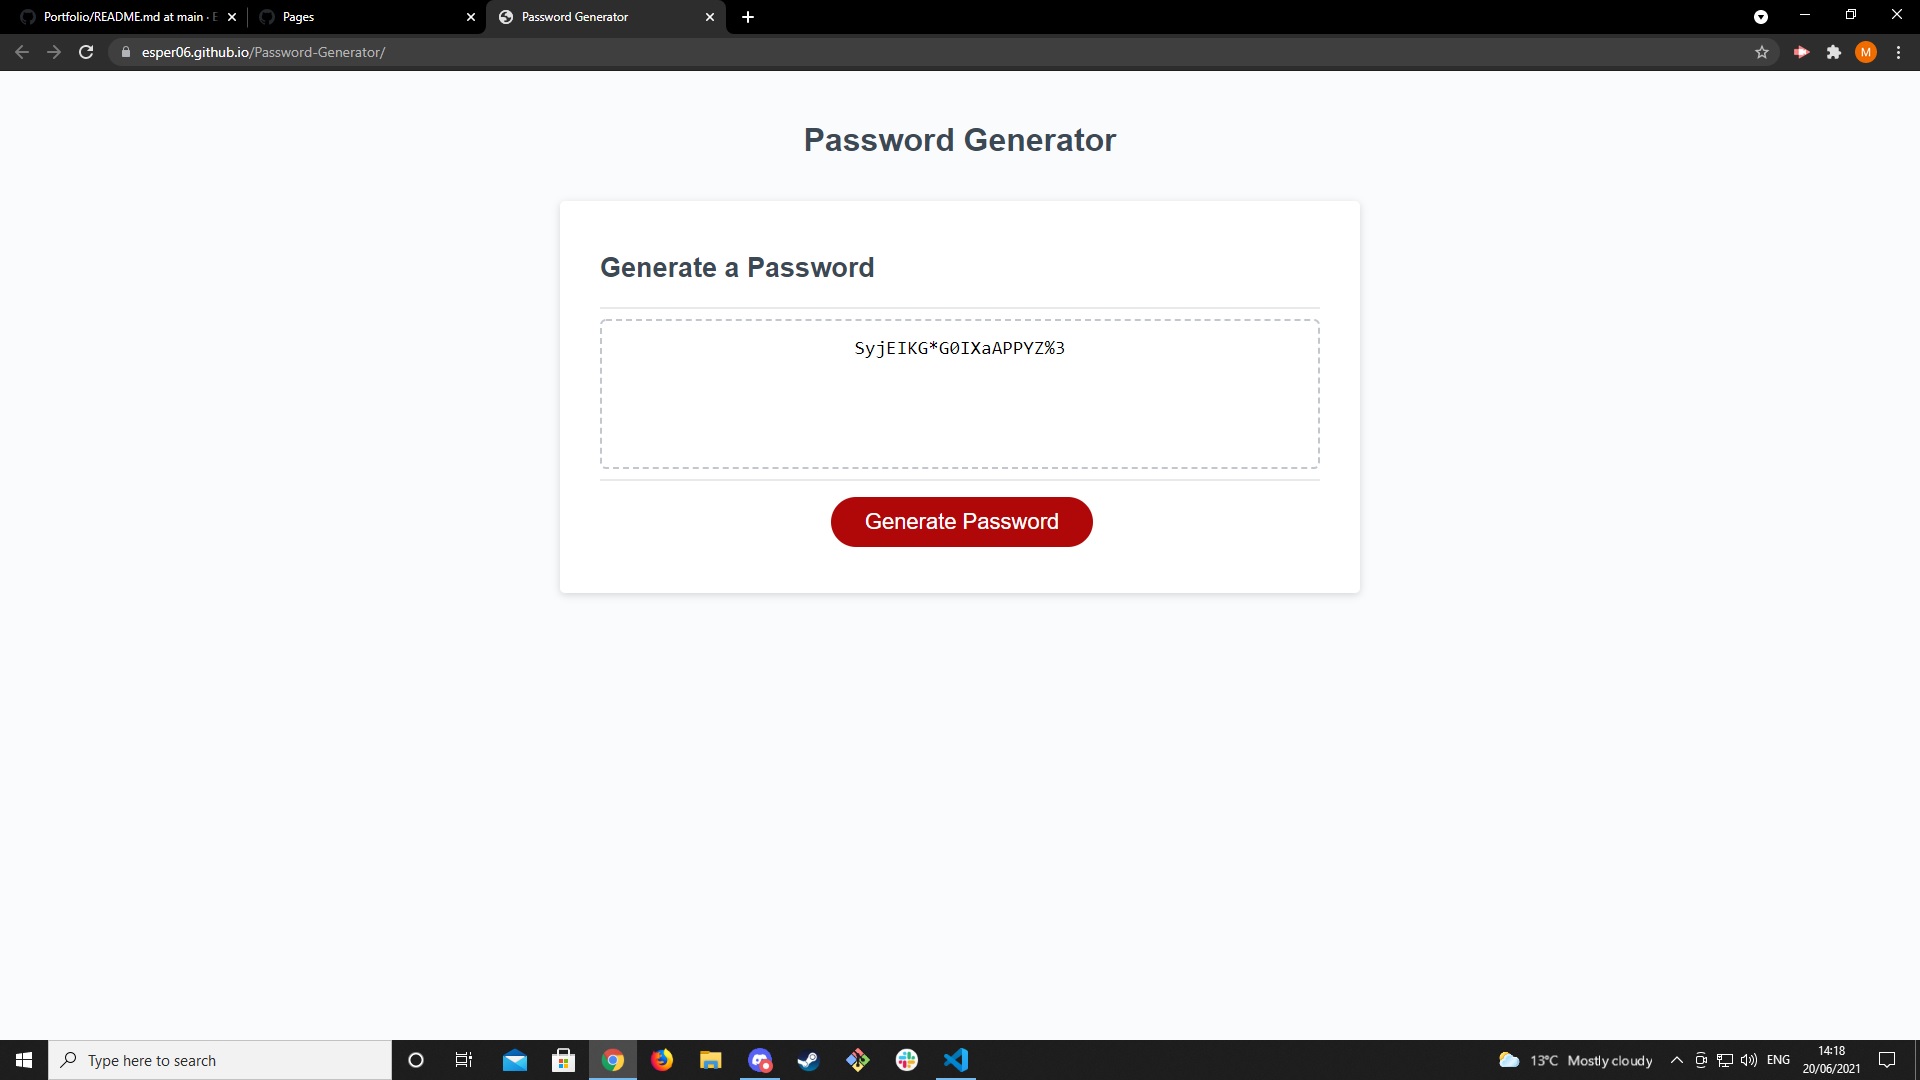 Portfolio/README.md at main ·
Pages
Password Generator
esper06.github.io/Password-Generator/
M
Password Generator
Generate a Password
SyjEIKG*G0IXaAPPYZ%3
Generate Password
Type here to search
13°C Mostly cloudy
ENG
14:18
20/06/2021